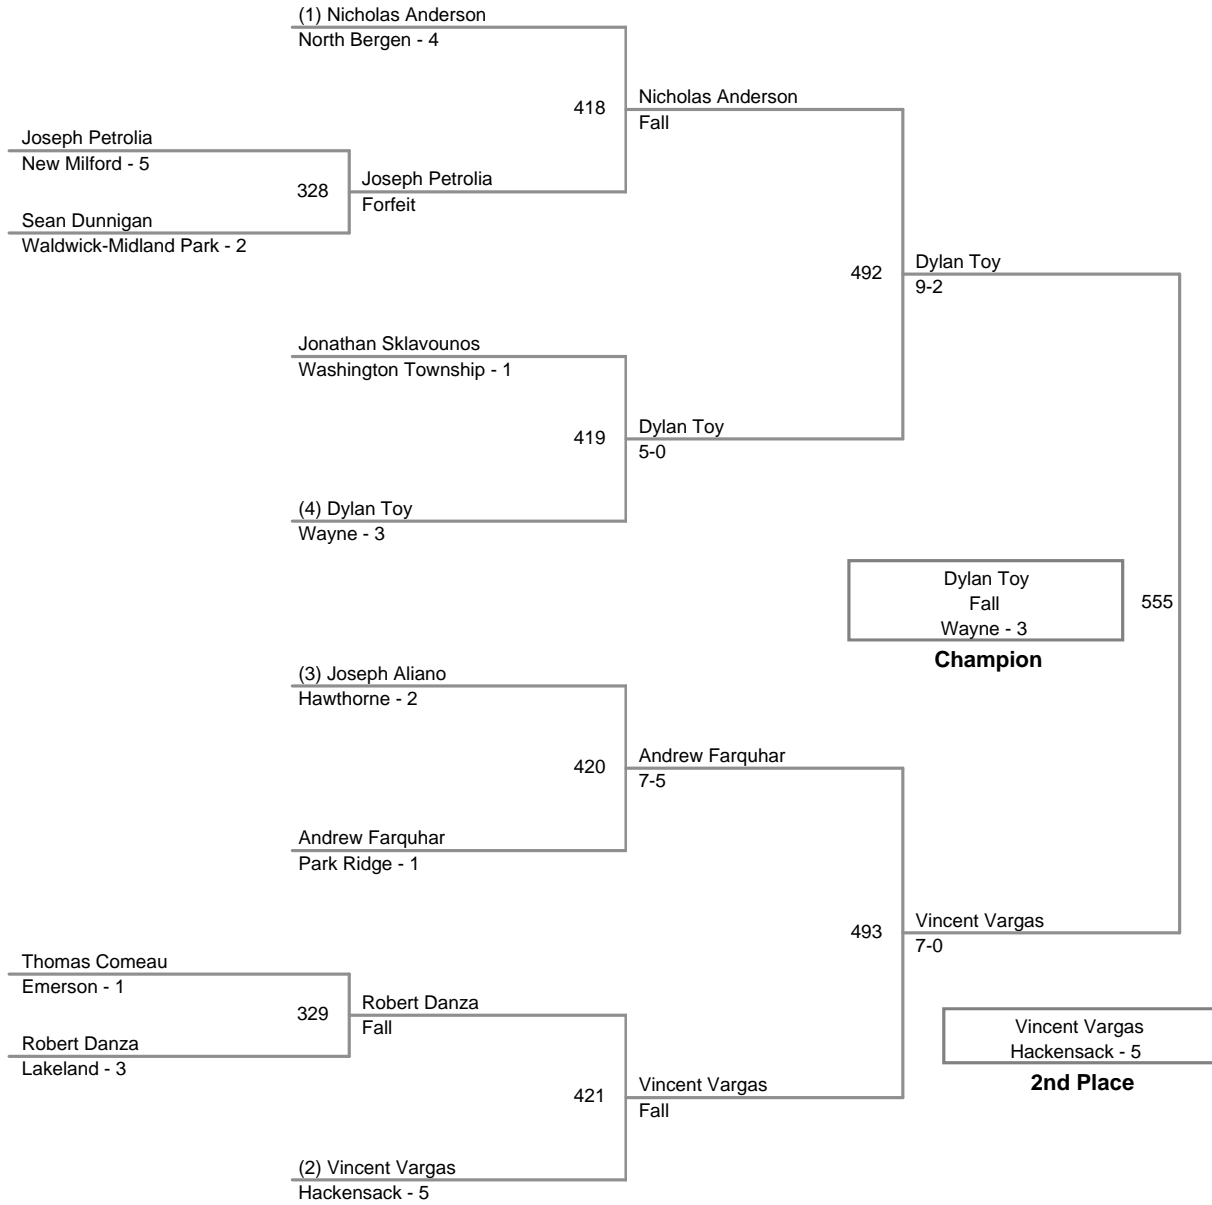 (1) Nicholas Anderson
North Bergen - 4
418
Nicholas Anderson
Fall
Joseph Petrolia
New Milford - 5
328
Joseph Petrolia
Forfeit
Sean Dunnigan
Waldwick-Midland Park - 2
492
Dylan Toy
9-2
Jonathan Sklavounos
Washington Township - 1
419
Dylan Toy
5-0
(4) Dylan Toy
Wayne - 3
Dylan Toy
Fall
Wayne - 3
Champion
555
(3) Joseph Aliano
Hawthorne - 2
420
Andrew Farquhar
7-5
Andrew Farquhar
Park Ridge - 1
493
Vincent Vargas
7-0
Thomas Comeau
Emerson - 1
329
Robert Danza
Fall
Robert Danza
Lakeland - 3
Vincent Vargas
Hackensack - 5
2nd Place
421
Vincent Vargas
Fall
(2) Vincent Vargas
Hackensack - 5